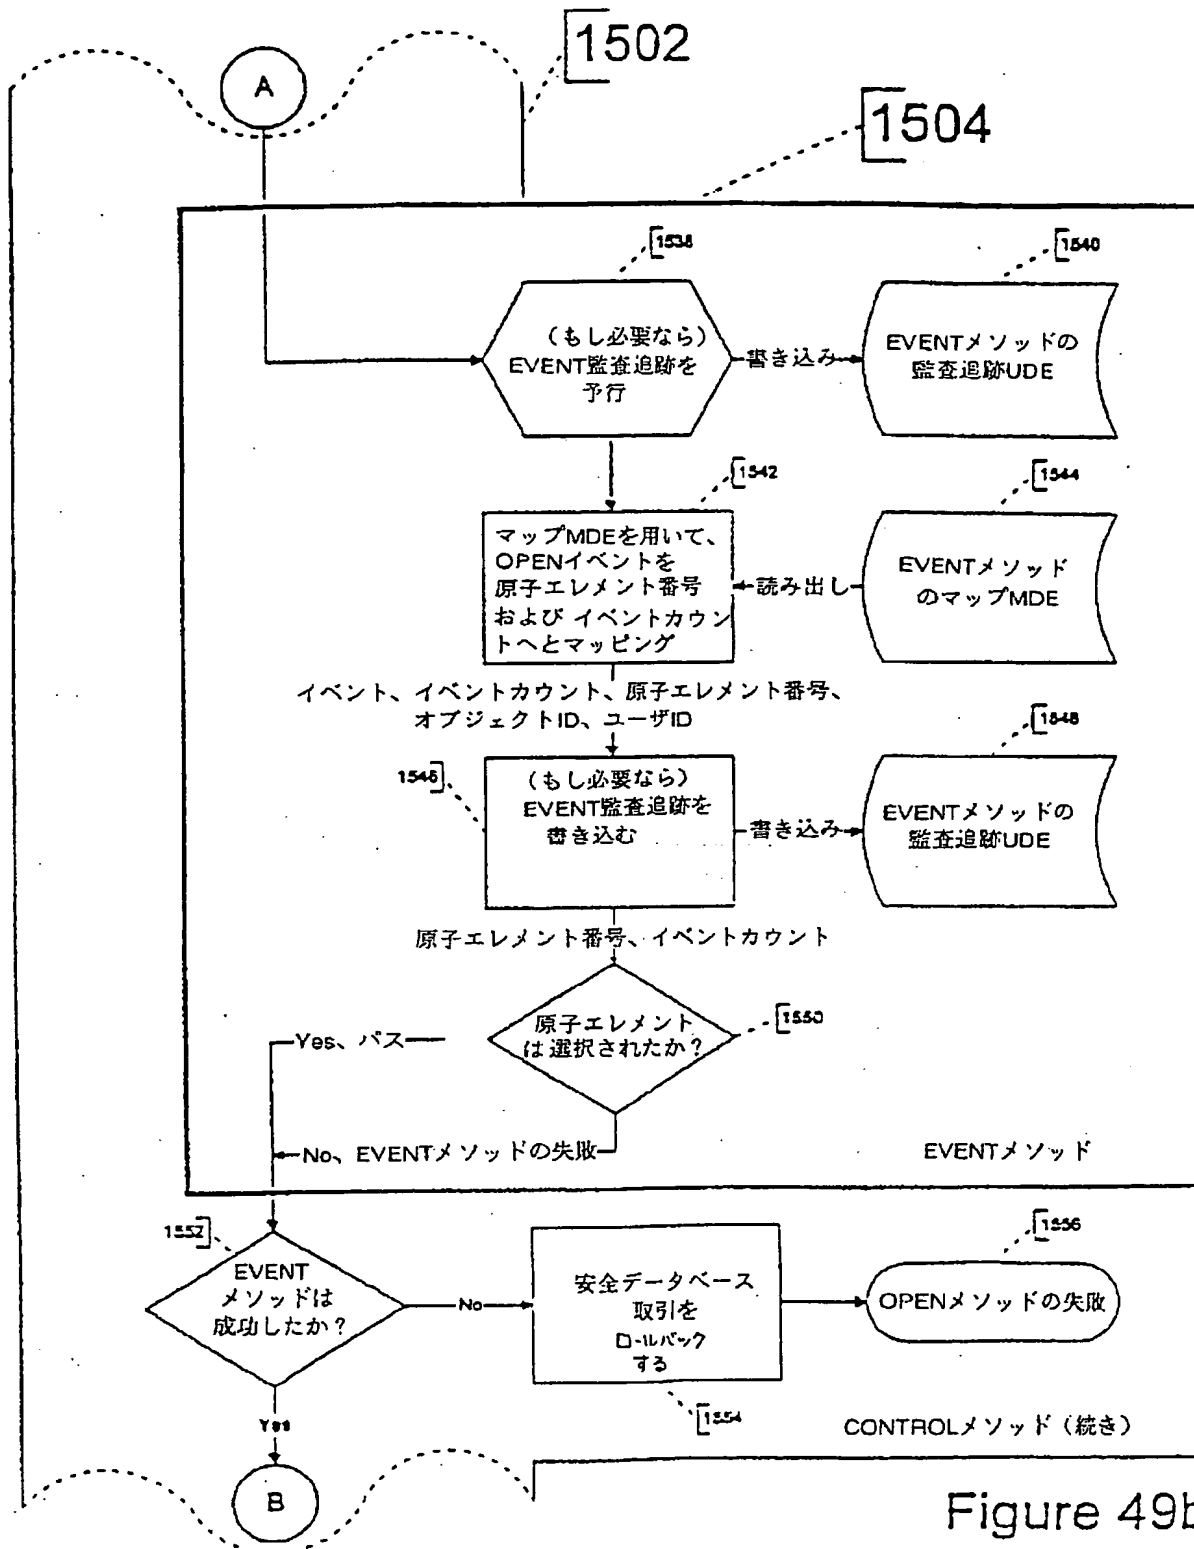 1502
A
1504
1538
1540
(もし必要なら)
EVENT監査追跡を
予行
書き込み
EVENTメソッドの
監査追跡UDE
1542
1544
マップMDEを用いて、
OPENイベントを
原子エレメント番号
および イベントカウン
トへとマッピング
読み出し
EVENTメソッド
のマップMDE
イベント、イベントカウント、原子エレメント番号、
オブジェクトID、ユーザID
1546
1548
(もし必要なら)
EVENT監査追跡を
書き込む
書き込み
EVENTメソッドの
監査追跡UDE
原子エレメント番号、イベントカウント
1550
原子エレメント
は選択されたか?
Yes、パス
No、EVENTメソッドの失敗
EVENTメソッド
1552
1556
EVENT
メソッドは
成功したか?
No
安全データベース
取引を
ロールバック
する
OPENメソッドの失敗
1554
Yes
CONTROLメソッド(続き)
B
Figure 49b